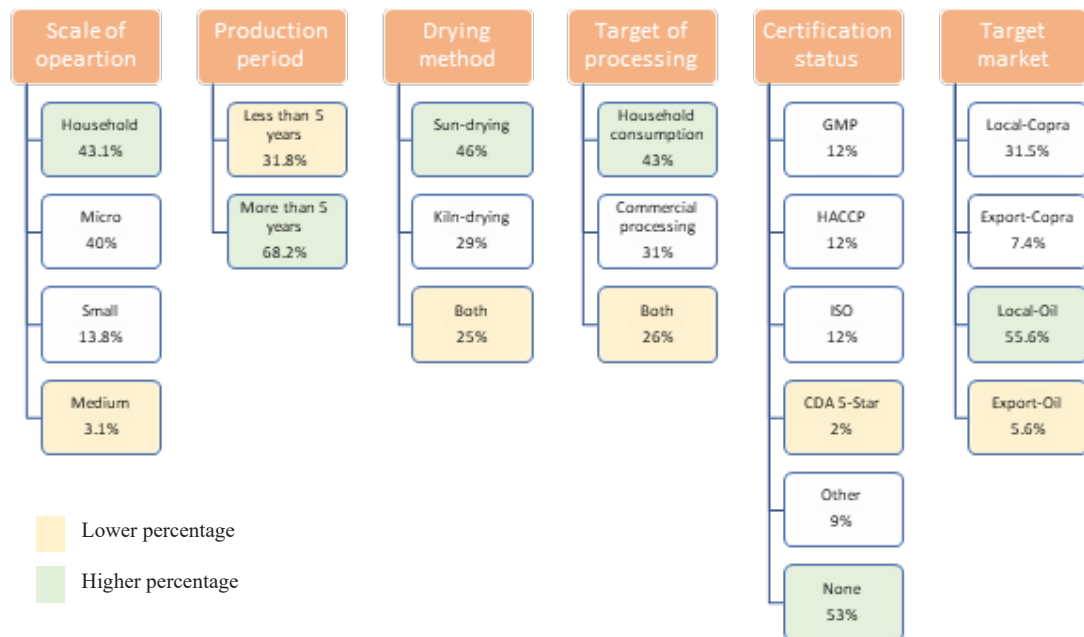 Scale of
opeartion
Household
43.1%
Micro
40%
Small
13.8%
Medium
3.1%
Production
period
Less than 5
years
31.8%
More than 5
years
68.2%
Drying
method
Sun-drying
46%
Kiln-drying
29%
Both
25%
Target of
processing
Household
consumption
43%
Commercial
processing
31%
Both
26%
Certification
status
GMP
12%
HACCP
12%
ISO
12%
CDA 5-Star
2%
Other
9%
None
53%
Target
market
Local-Copra
31.5%
Export-Copra
7.4%
Local-Oil
55.6%
Export-Oil
5.6%
Lower percentage
Higher percentage